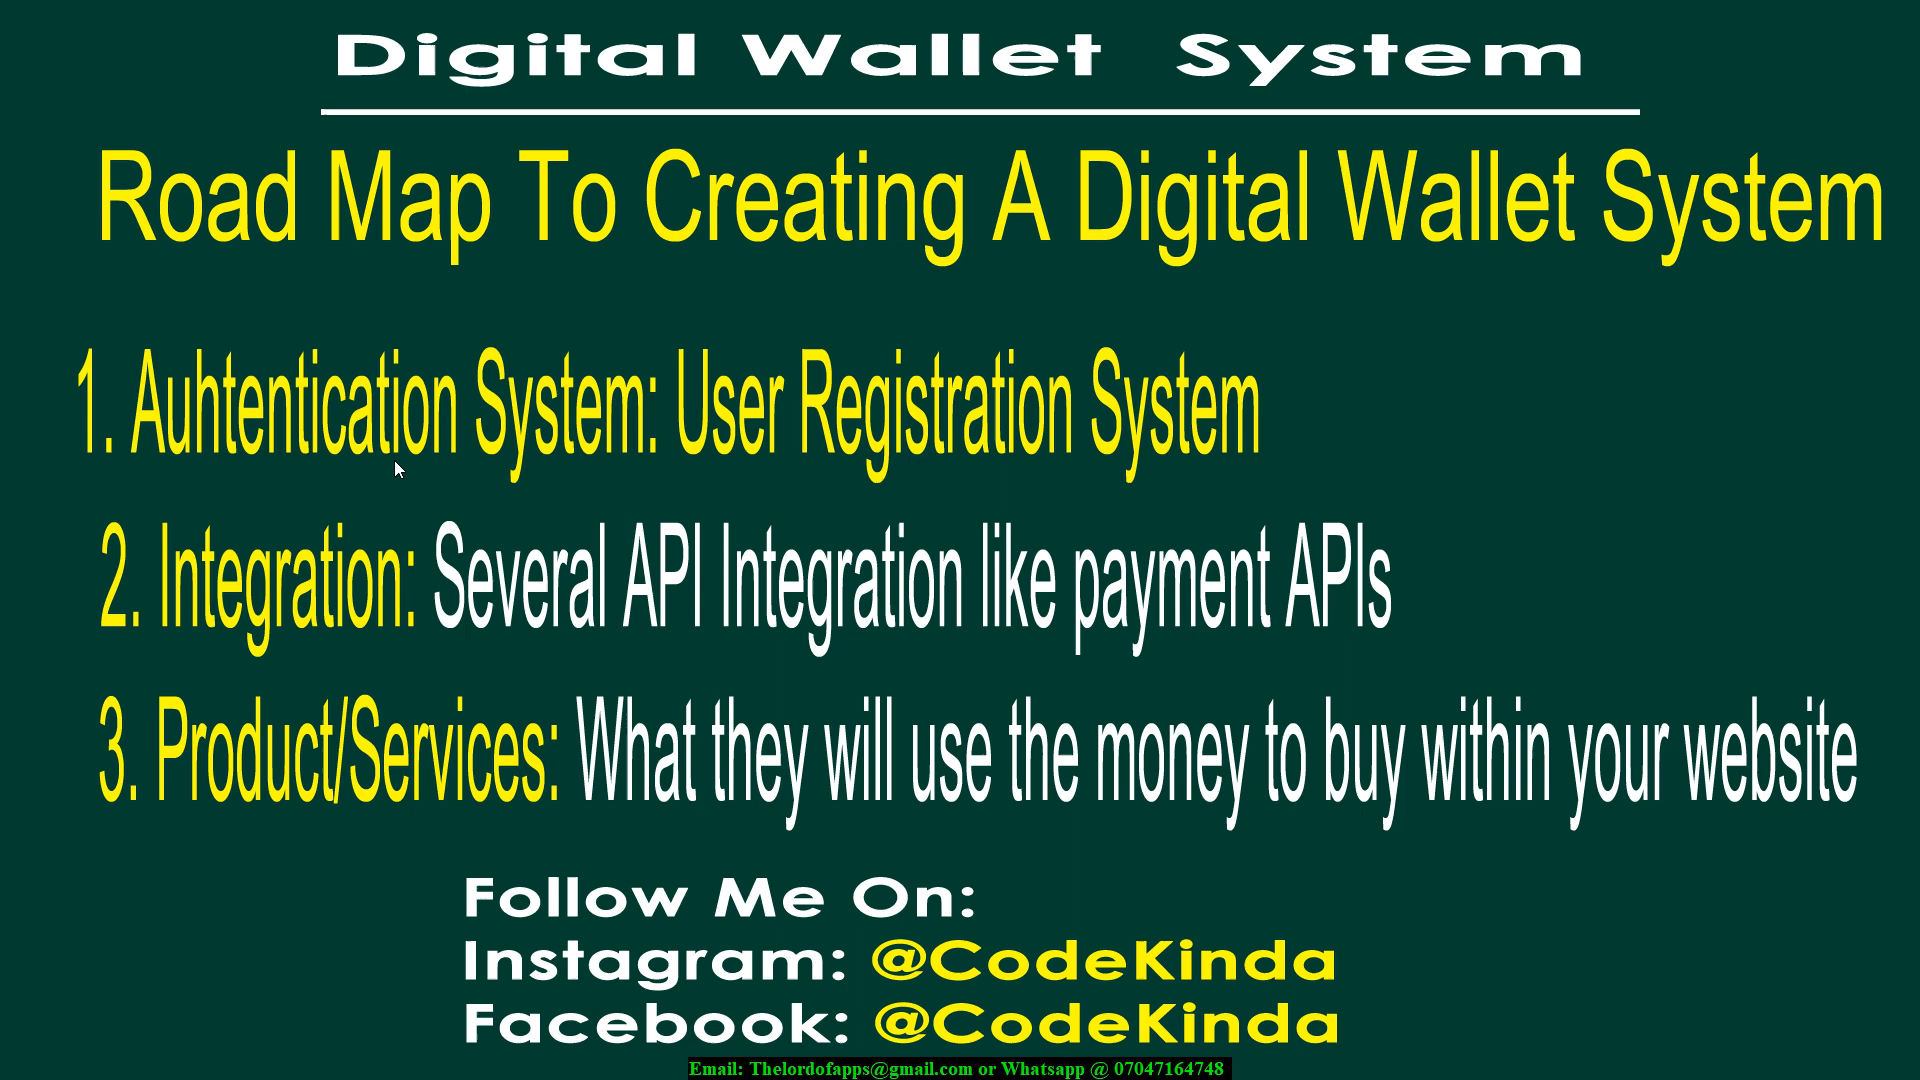 Digital Wallet System
Road Map To Creating A Digital Wallet System
1. Auhtentication System: User Registration System
2. Integration: Several API Integration like payment APIs
3. Product/Services: What they will use the money to buy within your website
Follow Me On:
Instagram: @CodeKinda
Facebook: @CodeKinda
Email: Thelordofapps@gmail.com or Whatsapp @ 07047164748